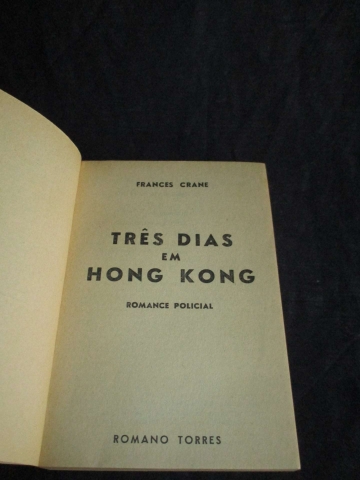 FRANCES CRANE
TRÊS DIAS
EM
HONG KONG
ROMANCE POLICIAL
ROMANO TORRES